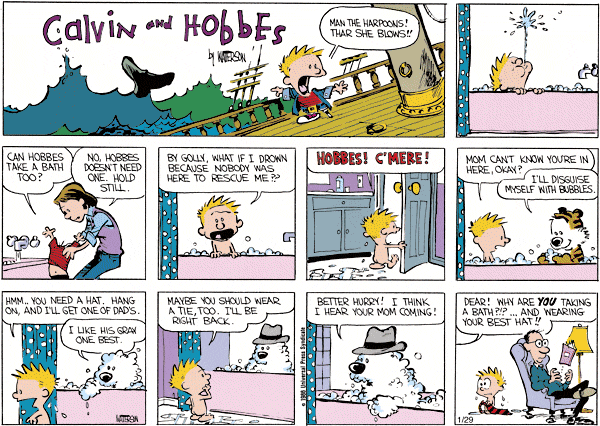 Calvin and HobbEs
by WATTERSON
MAN THE HARPOONS!
THAR SHE BLOWS!!
CAN HOBBES
TAKE A BATH
TOO?
NO, HOBBES
DOESN'T NEED
ONE. HOLD
STILL.
BY GOLLY, WHAT IF I DROWN
BECAUSE NOBODY WAS
HERE TO RESCUE ME??
HOBBES! C'MERE!
MOM CAN'T KNOW YOU'RE IN
HERE, OKAY?
I'LL DISGUISE
MYSELF WITH BUBBLES.
HMM.. YOU NEED A HAT. HANG
ON, AND I'LL GET ONE OF DAD'S.
I LIKE HIS GRAY
ONE BEST.
WATTERSON
MAYBE YOU SHOULD WEAR
A TIE, TOO. I'LL BE
RIGHT BACK.
© 1989 Universal Press Syndicate
BETTER HURRY! I THINK
I HEAR YOUR MOM COMING!
DEAR! WHY ARE YOU TAKING
A BATH?!? ... AND WEARING
YOUR BEST HAT!!
1/29